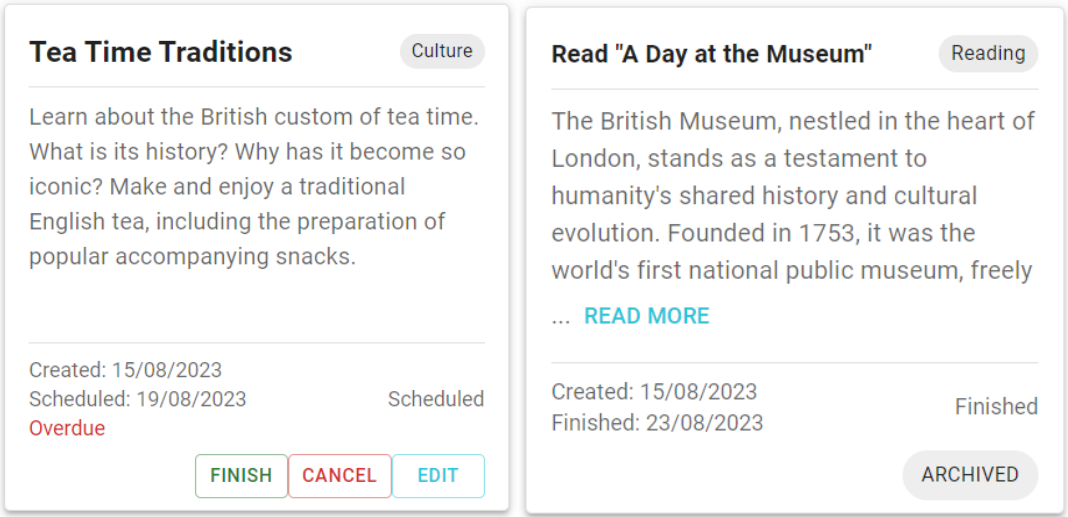 Tea Time Traditions
Culture
Learn about the British custom of tea time.
What is its history? Why has it become so
iconic? Make and enjoy a traditional
English tea, including the preparation of
popular accompanying snacks.
Created: 15/08/2023
Scheduled: 19/08/2023
Scheduled
Overdue
FINISH
CANCEL
EDIT
Read "A Day at the Museum"
Reading
The British Museum, nestled in the heart of
London, stands as a testament to
humanity's shared history and cultural
evolution. Founded in 1753, it was the
world's first national public museum, freely
... READ MORE
Created: 15/08/2023
Finished: 23/08/2023
Finished
ARCHIVED